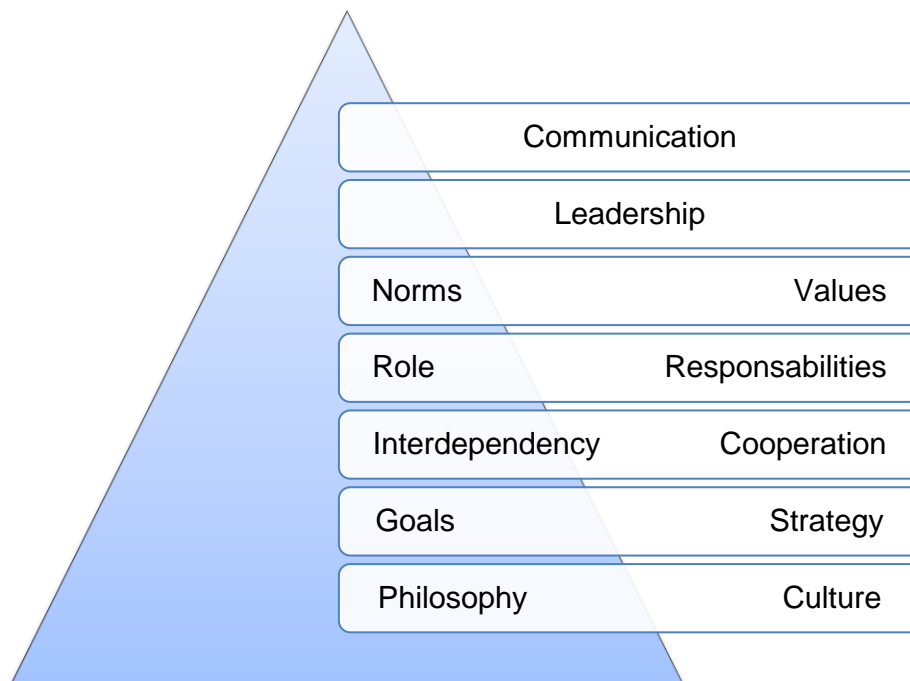 Communication
Leadership
Norms Values
Role Responsabilities
Interdependency Cooperation
Goals Strategy
Philosophy Culture